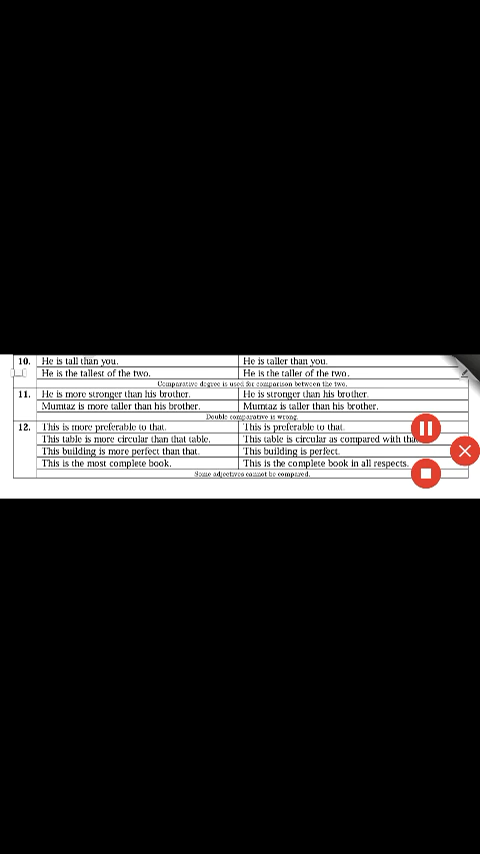 10. He is tall than you. He is taller than you.
He is the tallest of the two. He is the taller of the two.
Comparative degree is used for comparison between the two.
11. He is more stronger than his brother. He is stronger than his brother.
Mumtaz is more taller than his brother. Mumtaz is taller than his brother.
Double comparative is wrong.
12. This is more preferable to that. This is preferable to that.
This table is more circular than that table. This table is circular as compared with
This building is more perfect than that. This building is perfect.
This is the most complete book. This is the complete book in all respects.
Some adjectives cannot be compared.